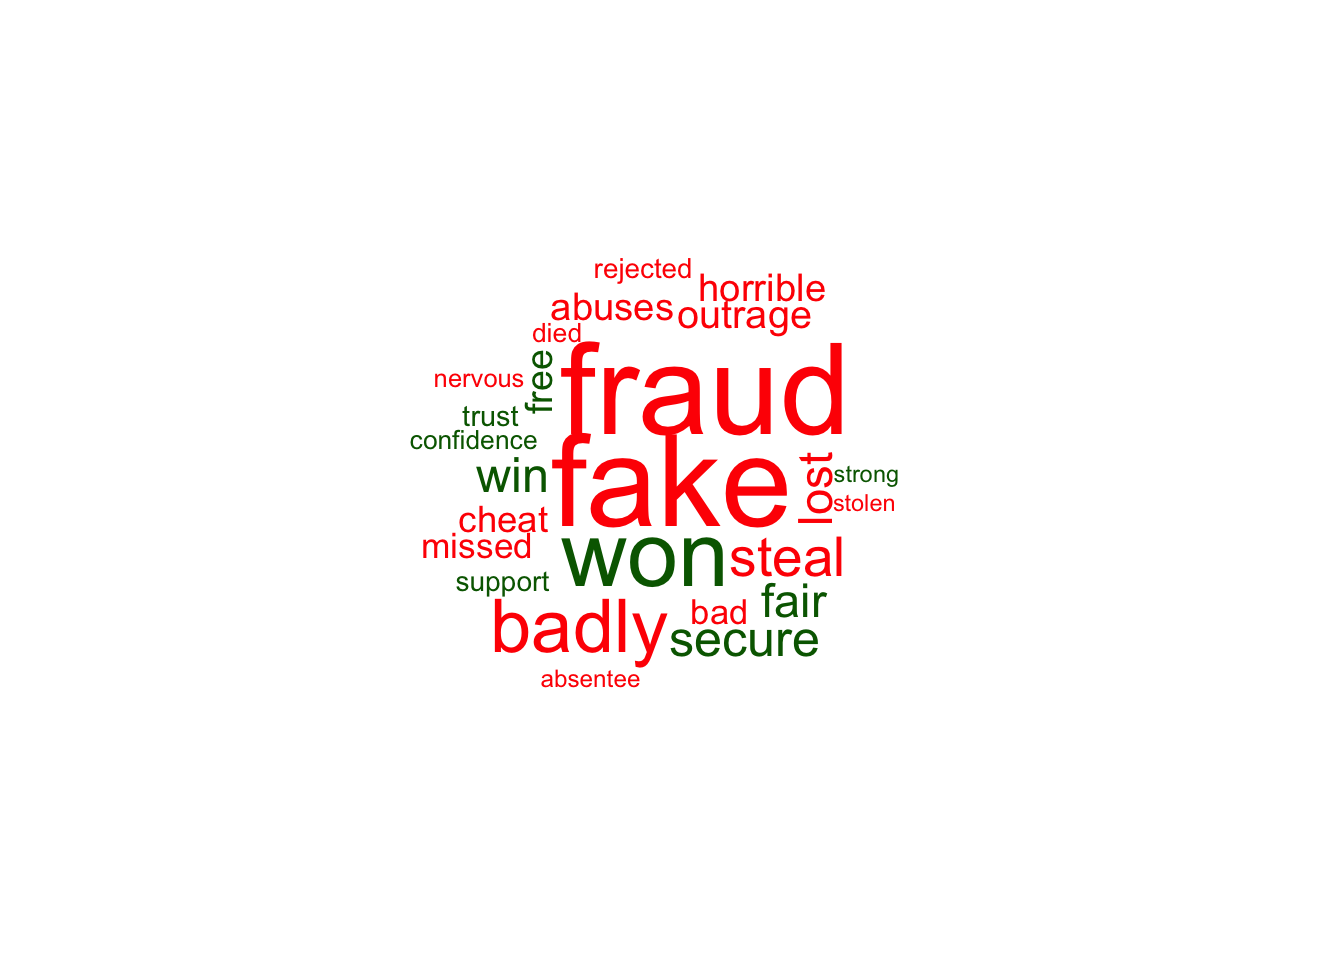 rejected
horrible
abuses
outrage
died
fraud
free
nervous
trust
confidence
fake
win
lost
strong
stolen
cheat
missed
won
steal
support
fair
badly
bad
secure
absentee